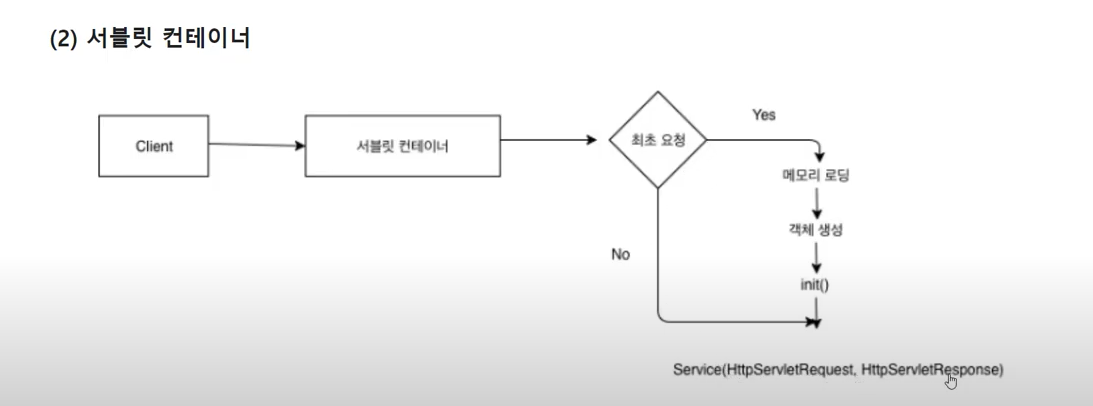 (2) 서블릿 컨테이너
Client
서블릿 컨테이너
최초 요청
Yes
메모리 로딩
객체 생성
init()
No
Service(HttpServletRequest, HttpServletResponse)